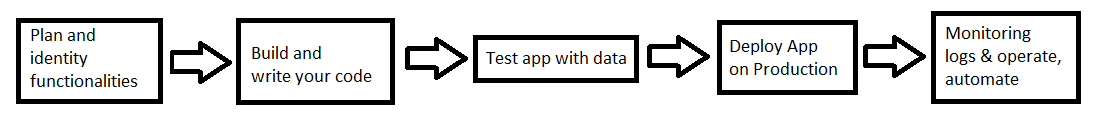 Plan and
identity
functionalities
Build and
write your code
Test app with data
Deploy App
on Production
Monitoring
logs & operate,
automate